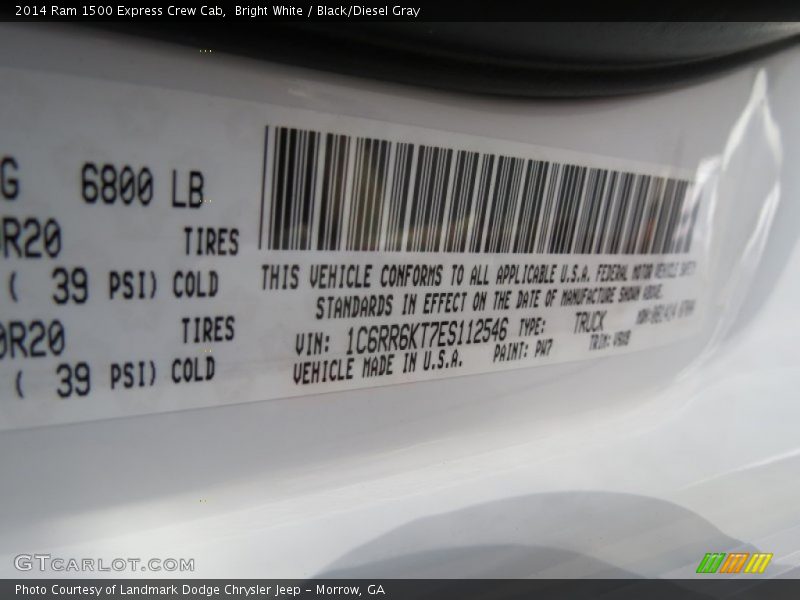 2014 Ram 1500 Express Crew Cab,  Bright White / Black/Diesel Gray
G 6800 LB
R20 TIRES
( 39 PSI) COLD
0R20 TIRES
( 39 PSI) COLD
THIS VEHICLE CONFORMS TO ALL APPLICABLE U.S.A. FEDERAL MOTOR VEHICLE SAFETY
STANDARDS IN EFFECT ON THE DATE OF MANUFACTURE SHOWN ABOVE.
VIN: 1C6RR6KT7ES112546 TYPE: TRUCK
VEHICLE MADE IN U.S.A. PAINT: PW7 TRIM:
GTCARLOT.COM
Photo Courtesy of Landmark Dodge Chrysler Jeep – Morrow, GA